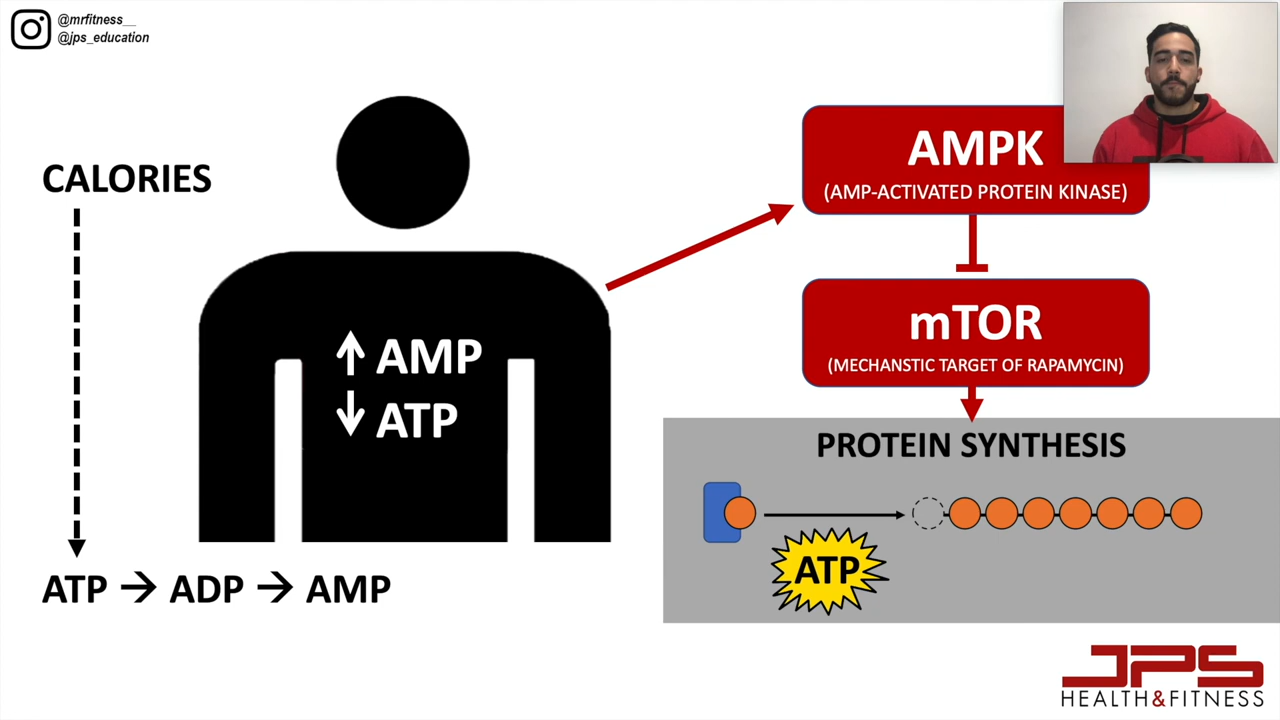 @mrfitness__
@jps_education
CALORIES
↑ AMP
↓ ATP
ATP → ADP → AMP
AMPK
(AMP-ACTIVATED PROTEIN KINASE)
mTOR
(MECHANSTIC TARGET OF RAPAMYCIN)
PROTEIN SYNTHESIS
ATP
JPS
HEALTH&FITNESS